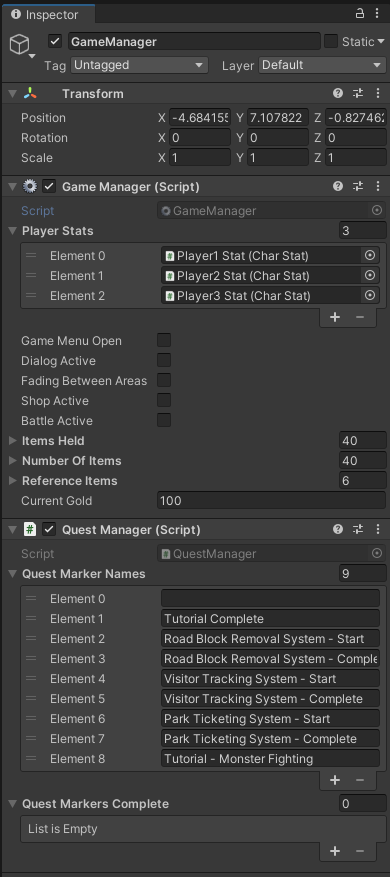 Inspector
GameManager
Static
Tag Untagged Layer Default
Transform
Position X -4.684155 Y 7.107822 Z -0.827462
Rotation X 0 Y 0 Z 0
Scale X 1 Y 1 Z 1
Game Manager (Script)
Script GameManager
Player Stats 3
Element 0 Player1 Stat (Char Stat)
Element 1 Player2 Stat (Char Stat)
Element 2 Player3 Stat (Char Stat)
Game Menu Open
Dialog Active
Fading Between Areas
Shop Active
Battle Active
Items Held 40
Number Of Items 40
Reference Items 6
Current Gold 100
Quest Manager (Script)
Script QuestManager
Quest Marker Names 9
Element 0
Element 1 Tutorial Complete
Element 2 Road Block Removal System - Start
Element 3 Road Block Removal System - Comple
Element 4 Visitor Tracking System - Start
Element 5 Visitor Tracking System - Complete
Element 6 Park Ticketing System - Start
Element 7 Park Ticketing System - Complete
Element 8 Tutorial - Monster Fighting
Quest Markers Complete 0
List is Empty